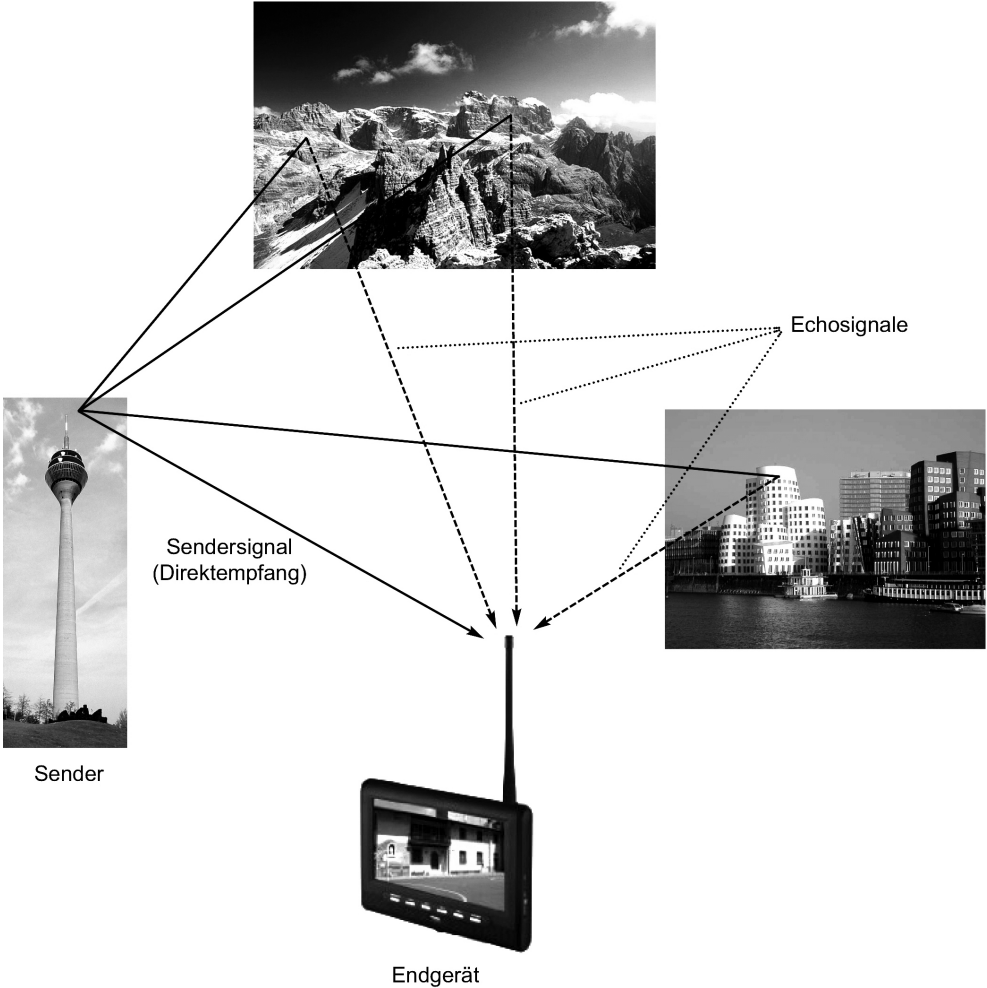 Echosignale
Sendersignal
(Direktempfang)
Sender
Endgerät